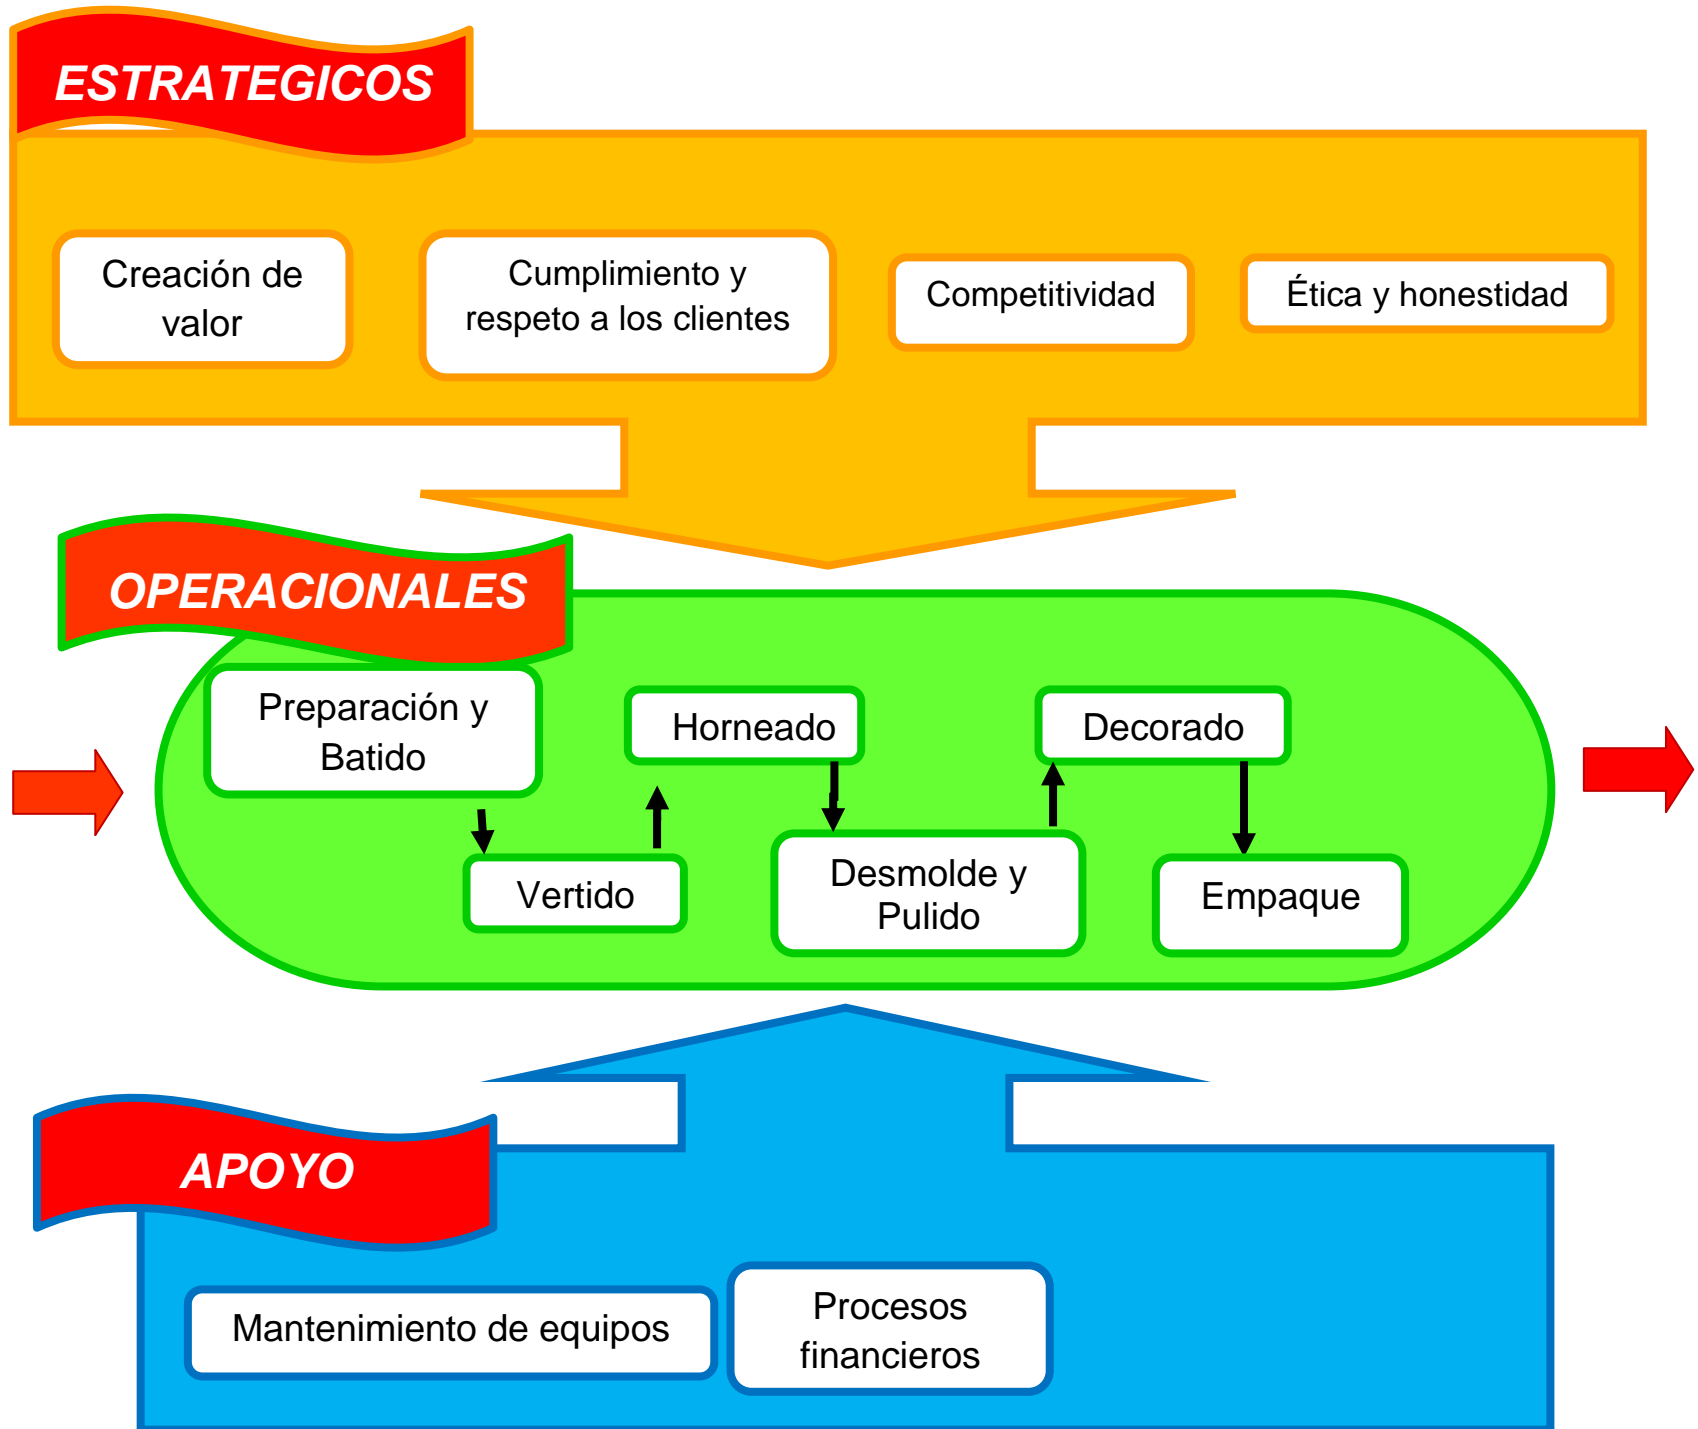 ESTRATEGICOS
Creación de
valor
Cumplimiento y
respeto a los clientes
Competitividad
Ética y honestidad
OPERACIONALES
Preparación y
Batido
Horneado
Decorado
Vertido
Desmolde y
Pulido
Empaque
APOYO
Mantenimiento de equipos
Procesos
financieros